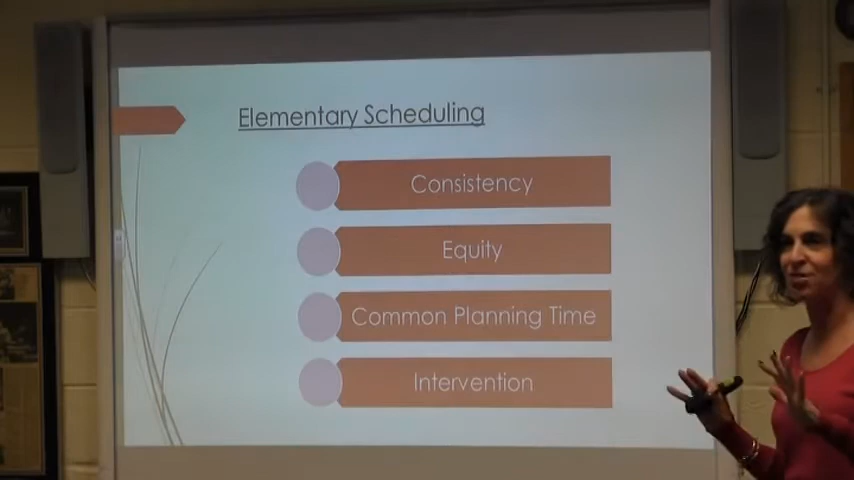 Elementary Scheduling
Consistency
Equity
Common Planning Time
Intervention